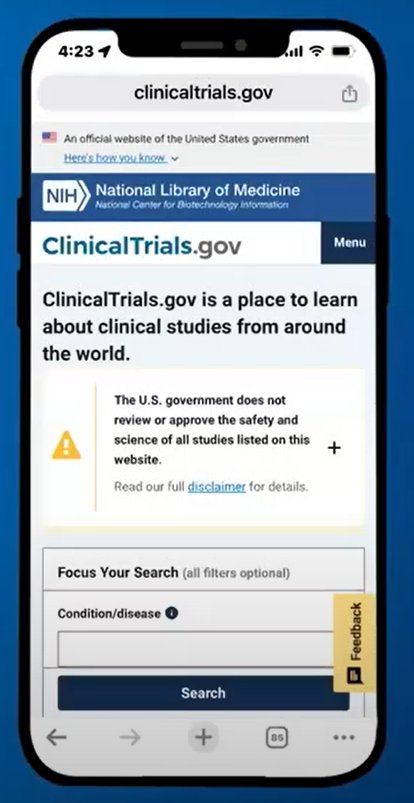 4:23
clinicaltrials.gov
An official website of the United States government
Here's how you know
NIH
National Library of Medicine
National Center for Biotechnology Information
ClinicalTrials.gov
Menu
ClinicalTrials.gov is a place to learn
about clinical studies from around
the world.
The U.S. government does not
review or approve the safety and
science of all studies listed on this
website.
Read our full disclaimer for details.
Focus Your Search (all filters optional)
Condition/disease
Feedback
Search
85